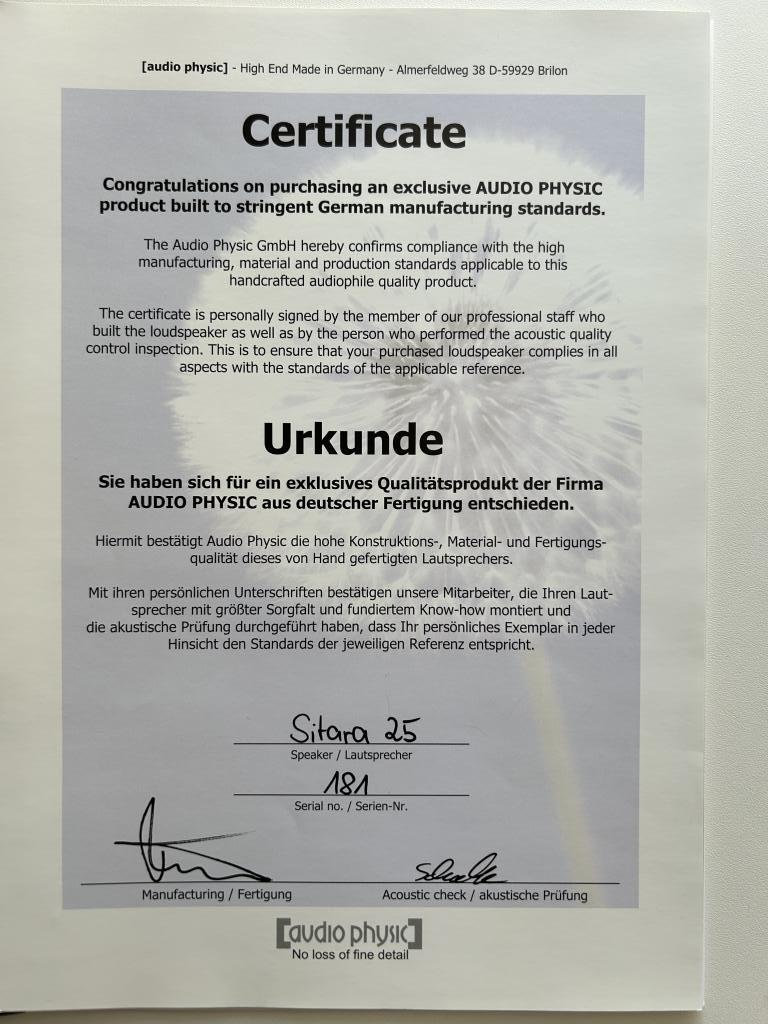 [audio physic] - High End Made in Germany - Almerfeldweg 38 D-59929 Brilon
Certificate
Congratulations on purchasing an exclusive AUDIO PHYSIC
product built to stringent German manufacturing standards.
The Audio Physic GmbH hereby confirms compliance with the high
manufacturing, material and production standards applicable to this
handcrafted audiophile quality product.
The certificate is personally signed by the member of our professional staff who
built the loudspeaker as well as by the person who performed the acoustic quality
control inspection. This is to ensure that your purchased loudspeaker complies in all
aspects with the standards of the applicable reference.
Urkunde
Sie haben sich für ein exklusives Qualitätsprodukt der Firma
AUDIO PHYSIC aus deutscher Fertigung entschieden.
Hiermit bestätigt Audio Physic die hohe Konstruktions-, Material- und Fertigungs-
qualität dieses von Hand gefertigten Lautsprechers.
Mit ihren persönlichen Unterschriften bestätigen unsere Mitarbeiter, die Ihren Laut-
sprecher mit größter Sorgfalt und fundiertem Know-how montiert und
die akustische Prüfung durchgeführt haben, dass Ihr persönliches Exemplar in jeder
Hinsicht den Standards der jeweiligen Referenz entspricht.
Sitara 25
Speaker / Lautsprecher
181
Serial no. / Serien-Nr.
Manufacturing / Fertigung
Acoustic check / akustische Prüfung
[audio physic]
No loss of fine detail